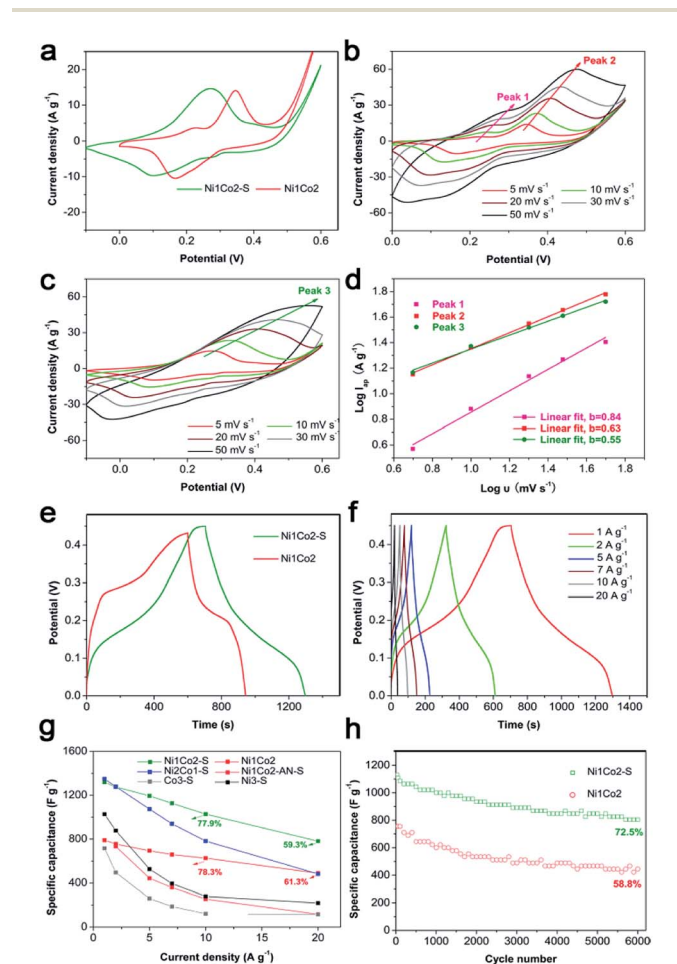 a
Current density (A g⁻¹)
20
10
0
-10
-20
Ni1Co2-S
Ni1Co2
0.0 0.2 0.4 0.6
Potential (V)
b
Current density (A g⁻¹)
60
30
0
-30
-60
Peak 1
Peak 2
5 mV s⁻¹ 10 mV s⁻¹
20 mV s⁻¹ 30 mV s⁻¹
50 mV s⁻¹
0.0 0.2 0.4 0.6
Potential (V)
c
Current density (A g⁻¹)
60
30
0
-30
-60
Peak 3
5 mV s⁻¹ 10 mV s⁻¹
20 mV s⁻¹ 30 mV s⁻¹
50 mV s⁻¹
0.0 0.2 0.4 0.6
Potential (V)
d
Log I_ap (A g⁻¹)
1.8
1.6
1.4
1.2
1.0
0.8
0.6
Peak 1
Peak 2
Peak 3
Linear fit, b=0.84
Linear fit, b=0.63
Linear fit, b=0.55
0.7 0.8 0.9 1.0 1.1 1.2 1.3 1.4 1.5 1.6 1.7 1.8
Log υ (mV s⁻¹)
e
Potential (V)
0.4
0.3
0.2
0.1
0.0
Ni1Co2-S
Ni1Co2
0 400 800 1200
Time (s)
f
Potential (V)
0.4
0.3
0.2
0.1
0.0
1 A g⁻¹
2 A g⁻¹
5 A g⁻¹
7 A g⁻¹
10 A g⁻¹
20 A g⁻¹
0 200 400 600 800 1000 1200 1400
Time (s)
g
Specific capacitance (F g⁻¹)
1600
1200
800
400
0
Ni1Co2-S Ni1Co2
Ni2Co1-S Ni1Co2-AN-S
Co3-S Ni3-S
77.9%
59.3%
78.3%
61.3%
0 5 10 15 20
Current density (A g⁻¹)
h
Specific capacitance (F g⁻¹)
1200
1000
800
600
400
200
0
Ni1Co2-S
Ni1Co2
72.5%
58.8%
0 1000 2000 3000 4000 5000 6000
Cycle number